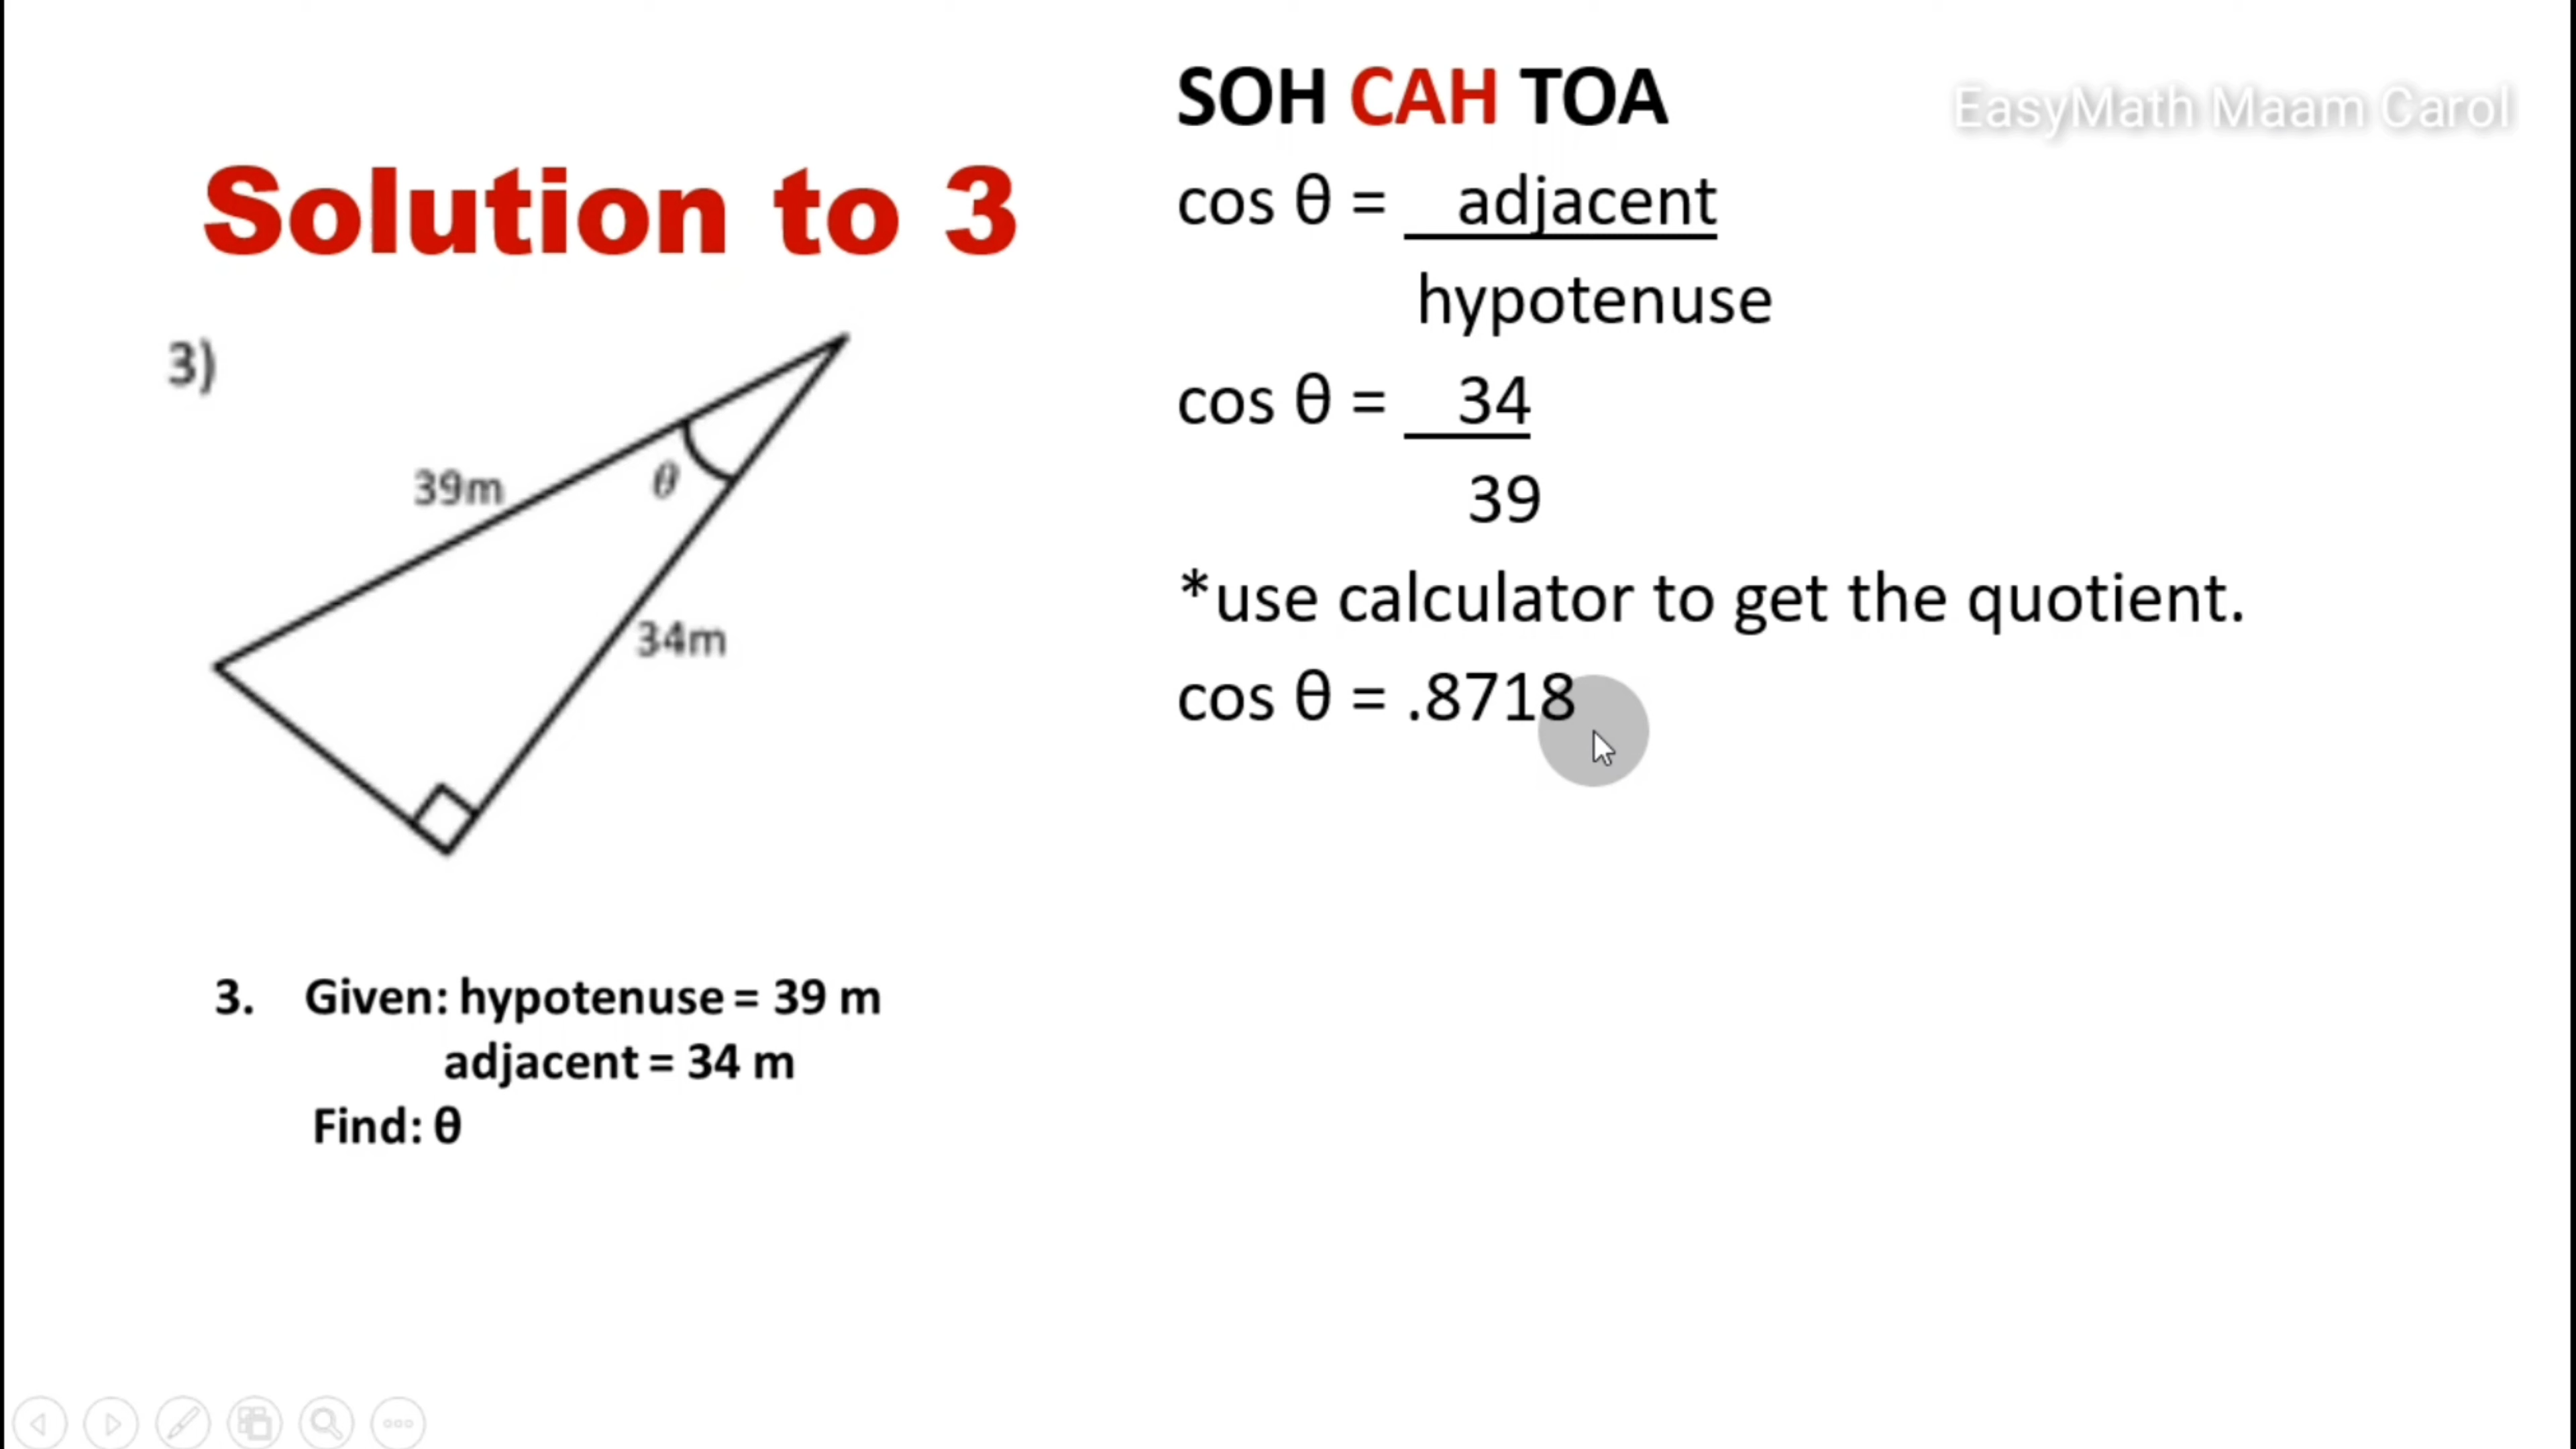 SOH CAH TOA
EasyMath Maam Carol
Solution to 3
cos θ = adjacent
hypotenuse
cos θ = 34
39
*use calculator to get the quotient.
cos θ = .8718
3)
39m
θ
34m
3. Given: hypotenuse = 39 m
adjacent = 34 m
Find: θ